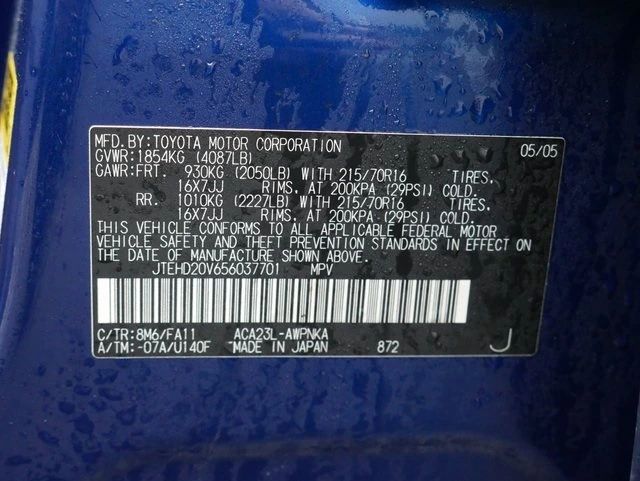 MFD.BY:TOYOTA MOTOR CORPORATION 05/05
GVWR:1854KG (4087LB)
GAWR:FRT. 930KG (2050LB) WITH 215/70R16 TIRES,
16X7JJ RIMS, AT 200KPA (29PSI) COLD.
RR. 1010KG (2227LB) WITH 215/70R16 TIRES,
16X7JJ RIMS, AT 200KPA (29PSI) COLD.
THIS VEHICLE CONFORMS TO ALL APPLICABLE FEDERAL MOTOR
VEHICLE SAFETY AND THEFT PREVENTION STANDARDS IN EFFECT ON
THE DATE OF MANUFACTURE SHOWN ABOVE.
JTEHD20V656037701 MPV
C/TR:8M6/FA11 ACA23L-AWPNKA
A/TM:-07A/U140F MADE IN JAPAN 872 J